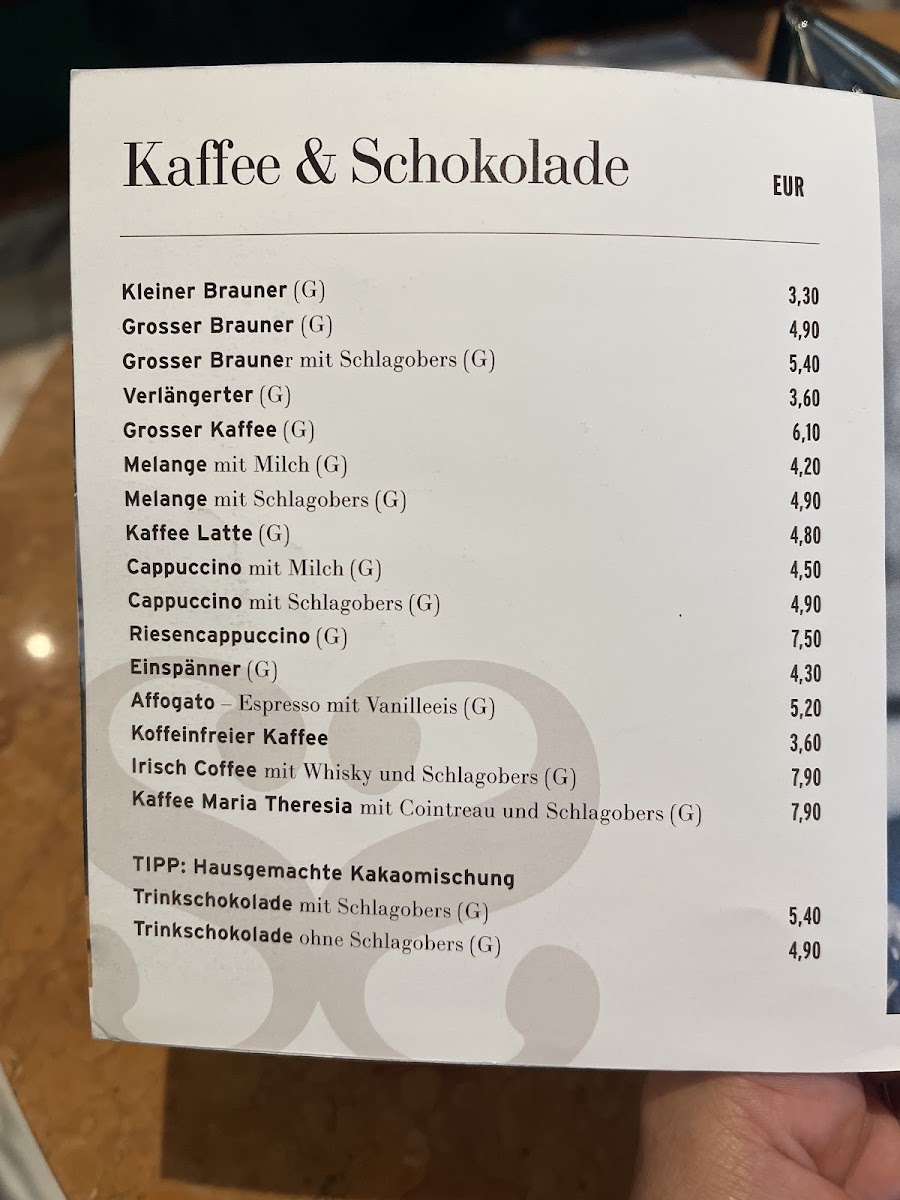 Kaffee & Schokolade EUR
Kleiner Brauner (G) 3,30
Grosser Brauner (G) 4,90
Grosser Brauner mit Schlagobers (G) 5,40
Verlängerter (G) 3,60
Grosser Kaffee (G) 6,10
Melange mit Milch (G) 4,20
Melange mit Schlagobers (G) 4,90
Kaffee Latte (G) 4,80
Cappuccino mit Milch (G) 4,50
Cappuccino mit Schlagobers (G) 4,90
Riesencappuccino (G) 7,50
Einspänner (G) 4,30
Affogato – Espresso mit Vanilleeis (G) 5,20
Koffeinfreier Kaffee 3,60
Irisch Coffee mit Whisky und Schlagobers (G) 7,90
Kaffee Maria Theresia mit Cointreau und Schlagobers (G) 7,90
TIPP: Hausgemachte Kakaomischung
Trinkschokolade mit Schlagobers (G) 5,40
Trinkschokolade ohne Schlagobers (G) 4,90